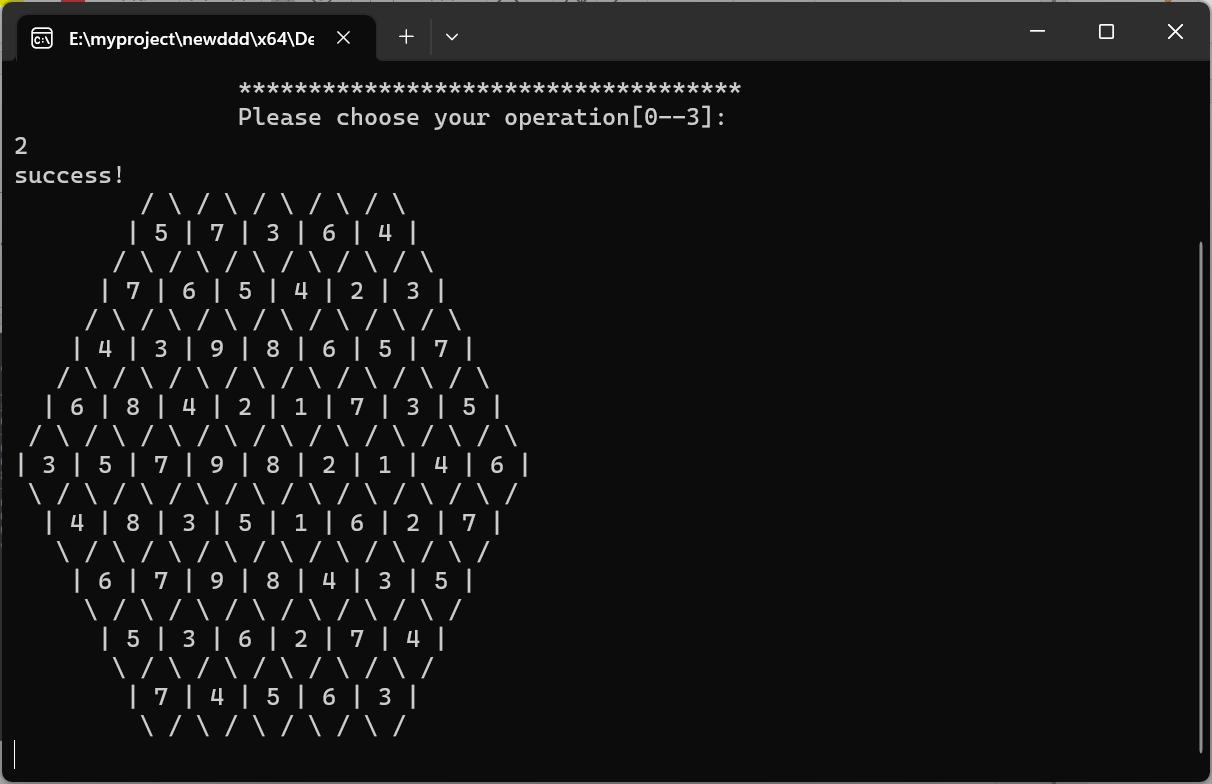 E:\myproject\newddd\x64\De
***********************************
Please choose your operation[0--3]:
2
success!
/ \ / \ / \ / \ / \
| 5 | 7 | 3 | 6 | 4 |
/ \ / \ / \ / \ / \ / \
| 7 | 6 | 5 | 4 | 2 | 3 |
/ \ / \ / \ / \ / \ / \ / \
| 4 | 3 | 9 | 8 | 6 | 5 | 7 |
/ \ / \ / \ / \ / \ / \ / \ / \
| 6 | 8 | 4 | 2 | 1 | 7 | 3 | 5 |
/ \ / \ / \ / \ / \ / \ / \ / \ / \
| 3 | 5 | 7 | 9 | 8 | 2 | 1 | 4 | 6 |
\ / \ / \ / \ / \ / \ / \ / \ / \ /
| 4 | 8 | 3 | 5 | 1 | 6 | 2 | 7 |
\ / \ / \ / \ / \ / \ / \ / \ /
| 6 | 7 | 9 | 8 | 4 | 3 | 5 |
\ / \ / \ / \ / \ / \ / \ /
| 5 | 3 | 6 | 2 | 7 | 4 |
\ / \ / \ / \ / \ / \ /
| 7 | 4 | 5 | 6 | 3 |
\ / \ / \ / \ / \ /